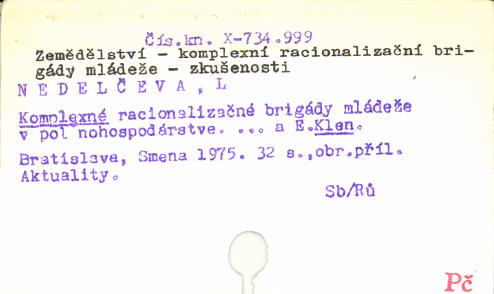 Čís.kn. X-734.999
Zemědělství - komplexní racionalizační bri-
gády mládeže - zkušenosti
N E D E L Č E V A , L
Komplexné racionalizačné brigády mládeže
v pol nohospodárstve. ... a E.Klen.
Bratislava, Smena 1975. 32 s.,obr.příl.
Aktuality.
Sb/Rů
Pč